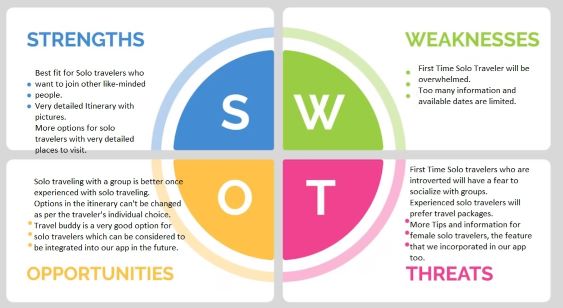 STRENGTHS
Best fit for Solo travelers who
want to join other like-minded
people.
Very detailed Itinerary with
pictures.
More options for solo
travelers with very detailed
places to visit.
S
W
WEAKNESSES
First Time Solo Traveler will be
overwhelmed.
Too many information and
available dates are limited.
Solo traveling with a group is better once
experienced with solo traveling.
Options in the itinerary can't be changed
as per the traveler's individual choice.
Travel buddy is a very good option for
solo travelers which can be considered to
be integrated into our app in the future.
OPPORTUNITIES
O
T
First Time Solo travelers who are
introverted will have a fear to
socialize with groups.
Experienced solo travelers will
prefer travel packages.
More Tips and information for
female solo travelers, the feature
that we incorporated in our app
too.
THREATS